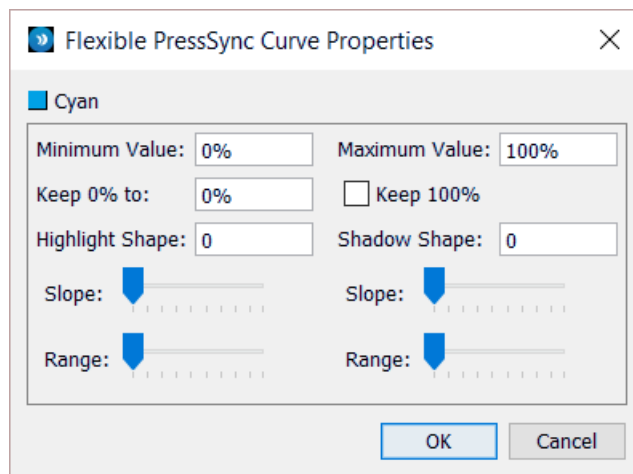 Flexible PressSync Curve Properties
Cyan
Minimum Value: 0% Maximum Value: 100%
Keep 0% to: 0% Keep 100%
Highlight Shape: 0 Shadow Shape: 0
Slope: Slope:
Range: Range:
OK Cancel